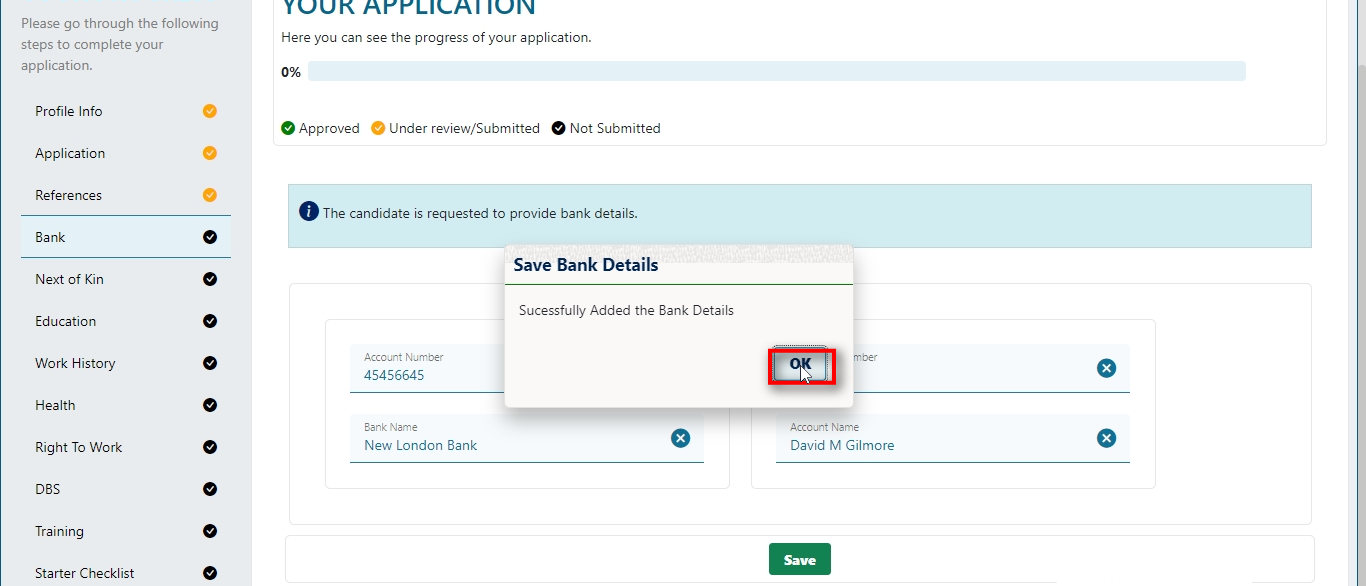 YOUR APPLICATION
Please go through the following
steps to complete your
application.
Here you can see the progress of your application.
0%
Approved Under review/Submitted Not Submitted
Profile Info
Application
References
Bank
Next of Kin
Education
Work History
Health
Right To Work
DBS
Training
Starter Checklist
The candidate is requested to provide bank details.
Save Bank Details
Sucessfully Added the Bank Details
OK
Account Number
45456645
Bank Name
New London Bank
Account Name
David M Gilmore
Save